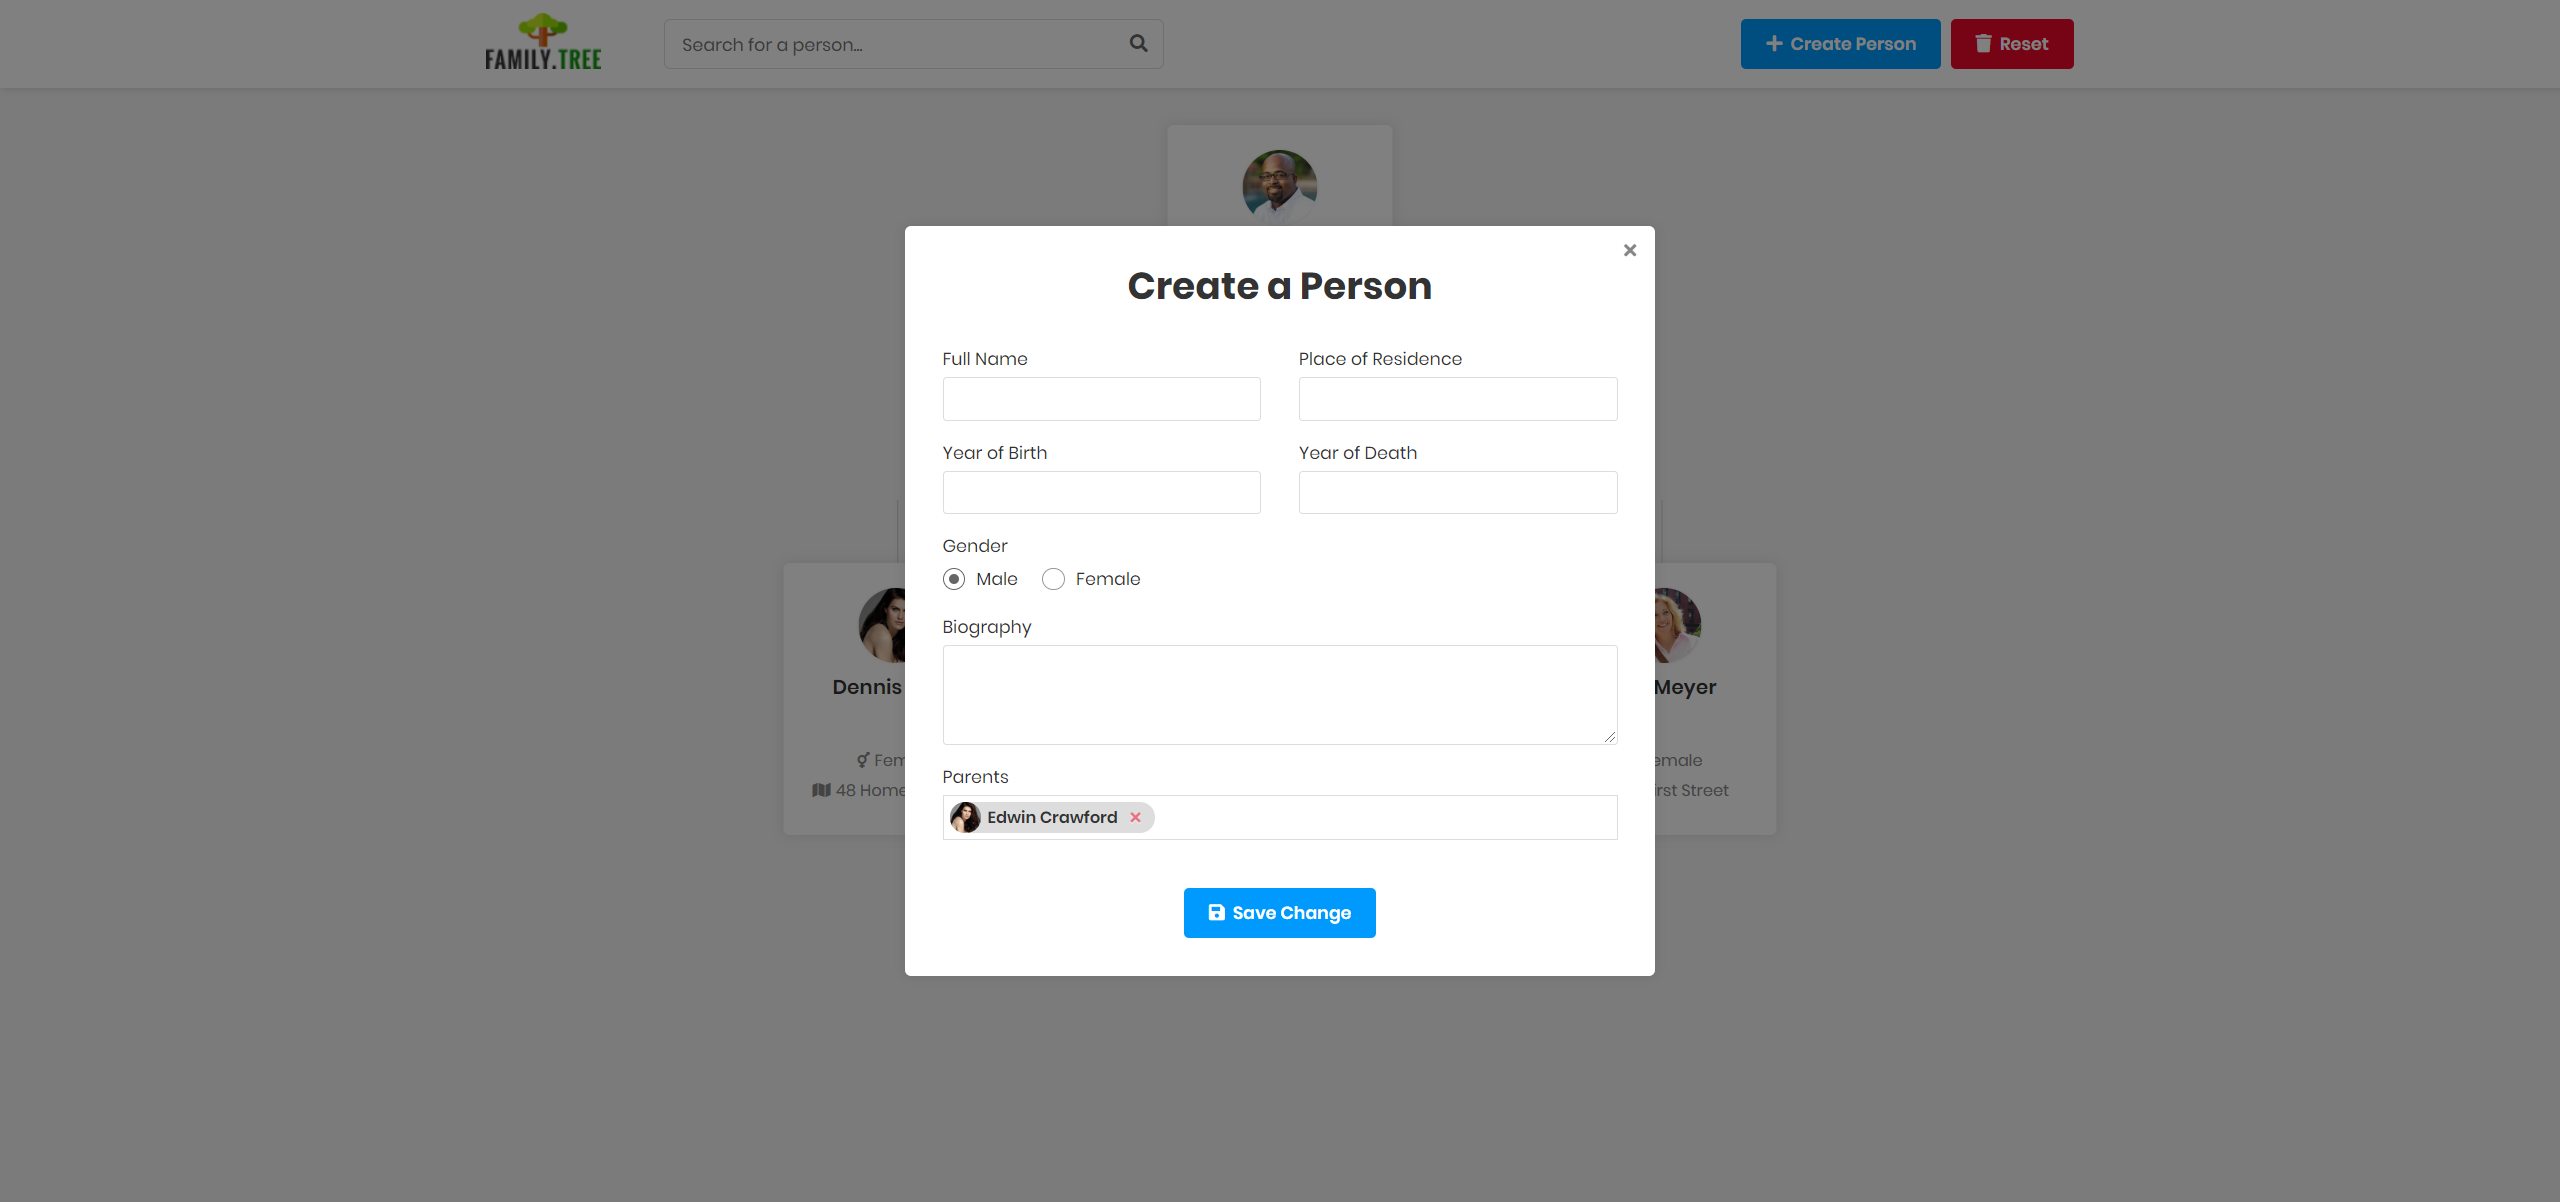 FAMILY.TREE
Search for a person...
Create Person
Reset
Create a Person
Full Name
Place of Residence
Year of Birth
Year of Death
Gender
Male
Female
Biography
Parents
Edwin Crawford
Save Change
Dennis
Meyer
Fem
emale
48 Home
irst Street